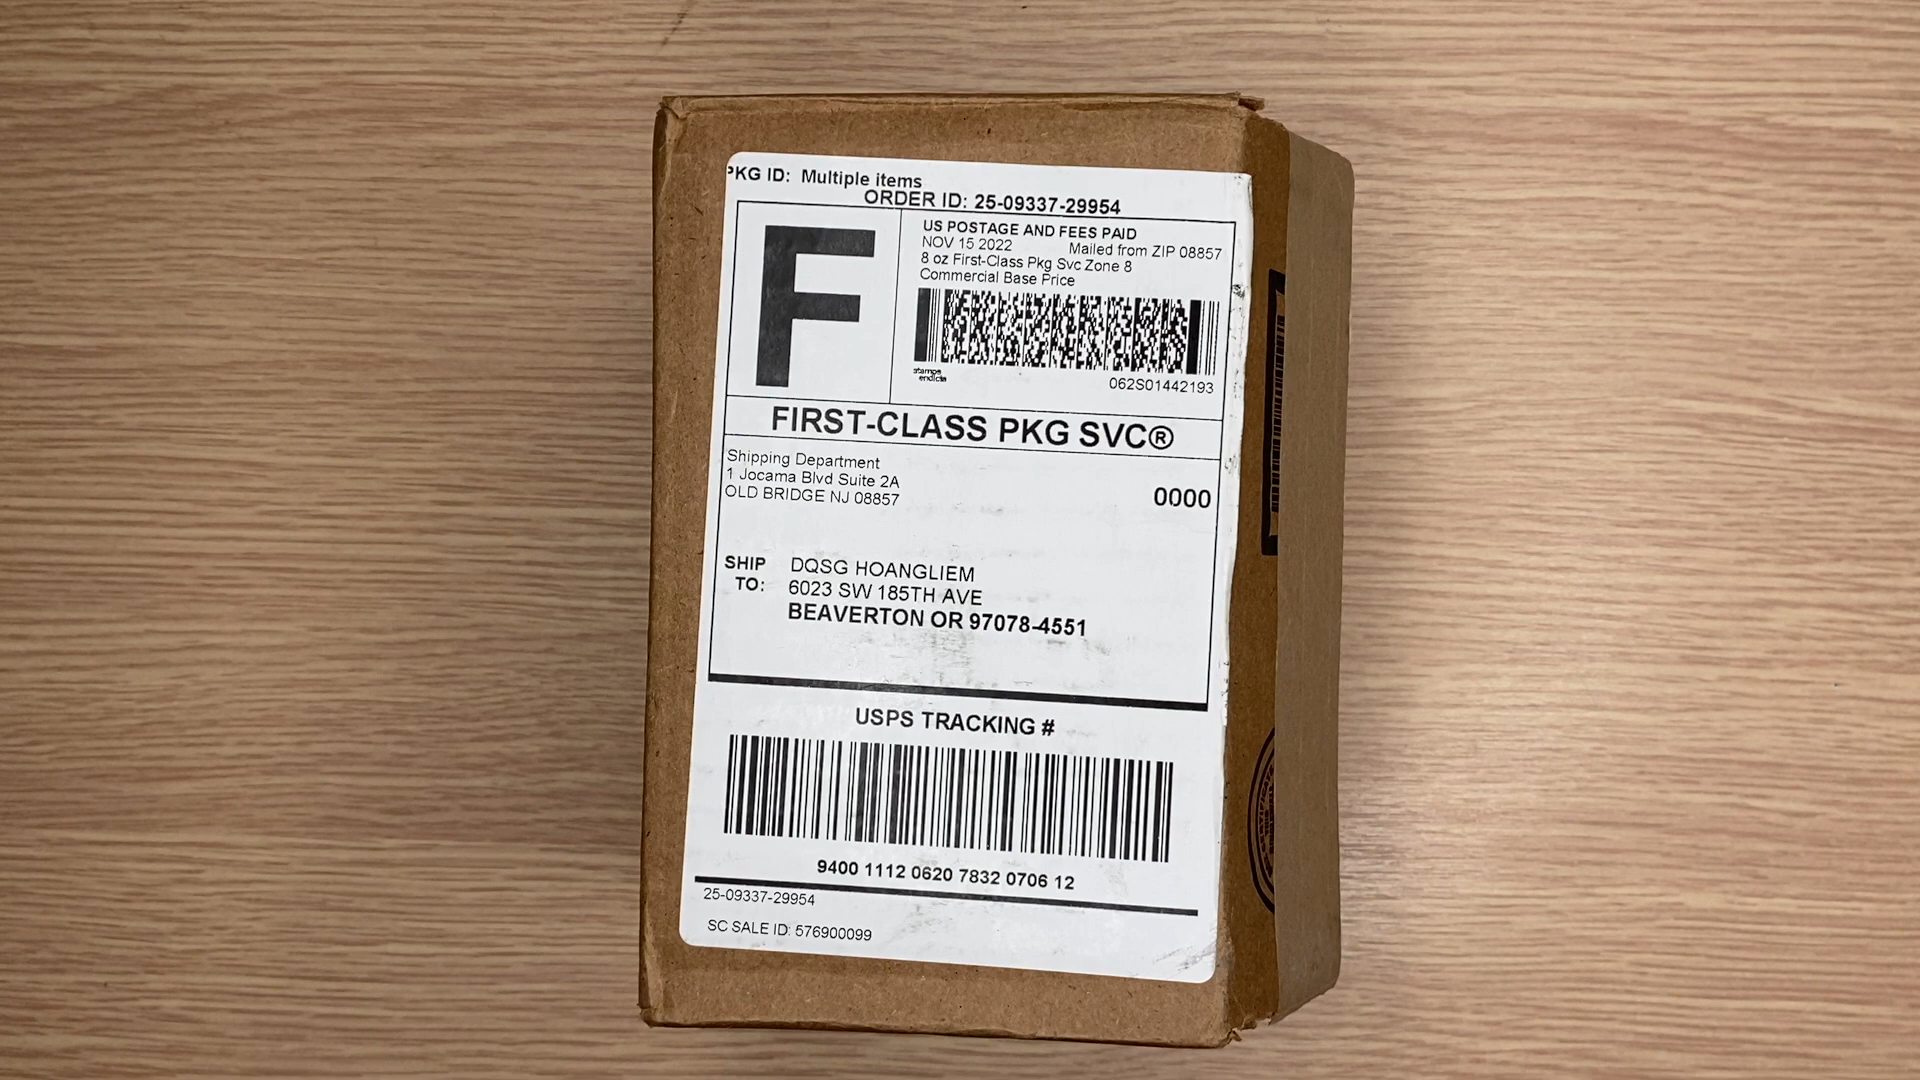 PKG ID: Multiple items
ORDER ID: 25-09337-29954
F
US POSTAGE AND FEES PAID
NOV 15 2022 Mailed from ZIP 08857
8 oz First-Class Pkg Svc Zone 8
Commercial Base Price
stamps
endicia
062S01442193
FIRST-CLASS PKG SVC®
Shipping Department
1 Jocama Blvd Suite 2A
OLD BRIDGE NJ 08857
0000
SHIP TO:
DQSG HOANGLIEM
6023 SW 185TH AVE
BEAVERTON OR 97078-4551
USPS TRACKING #
9400 1112 0620 7832 0706 12
25-09337-29954
SC SALE ID: 576900099